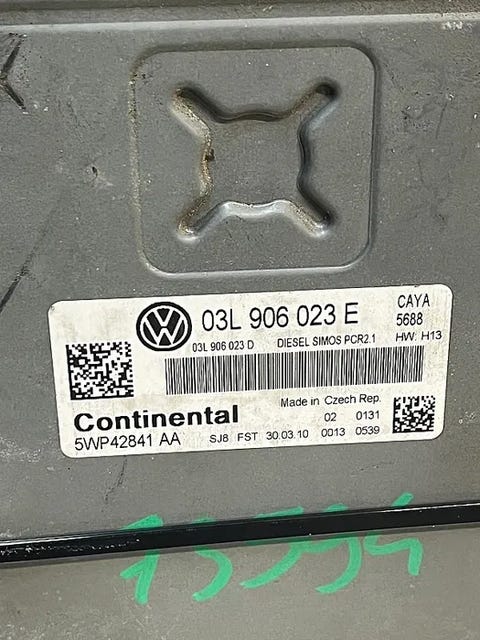 03L 906 023 E CAYA
5688
03L 906 023 D DIESEL SIMOS PCR2.1 HW: H13
Made in Czech Rep.
Continental 02 0131
5WP42841 AA SJ8 FST 30.03.10 0013 0539